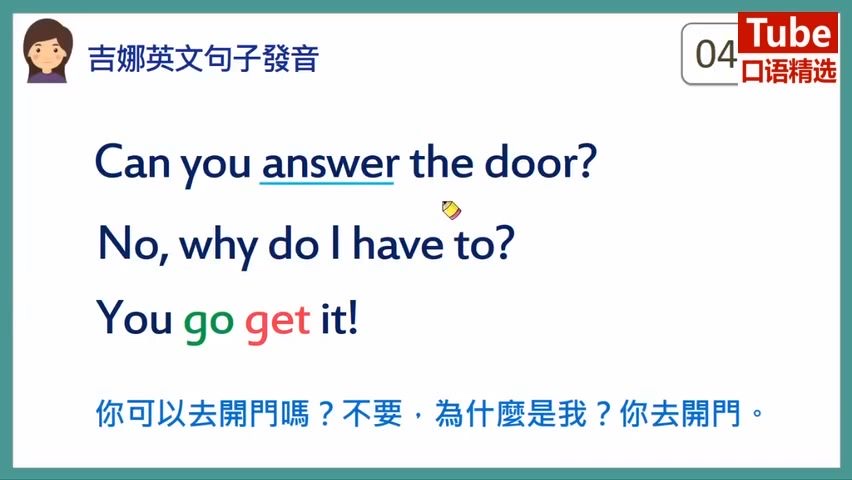 吉娜英文句子發音
04
Tube
口语精选
Can you answer the door?
No, why do I have to?
You go get it!
你可以去開門嗎？不要，為什麼是我？你去開門。